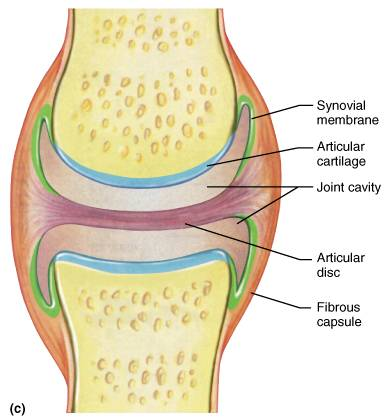 Synovial
membrane
Articular
cartilage
Joint cavity
Articular
disc
Fibrous
capsule
(c)